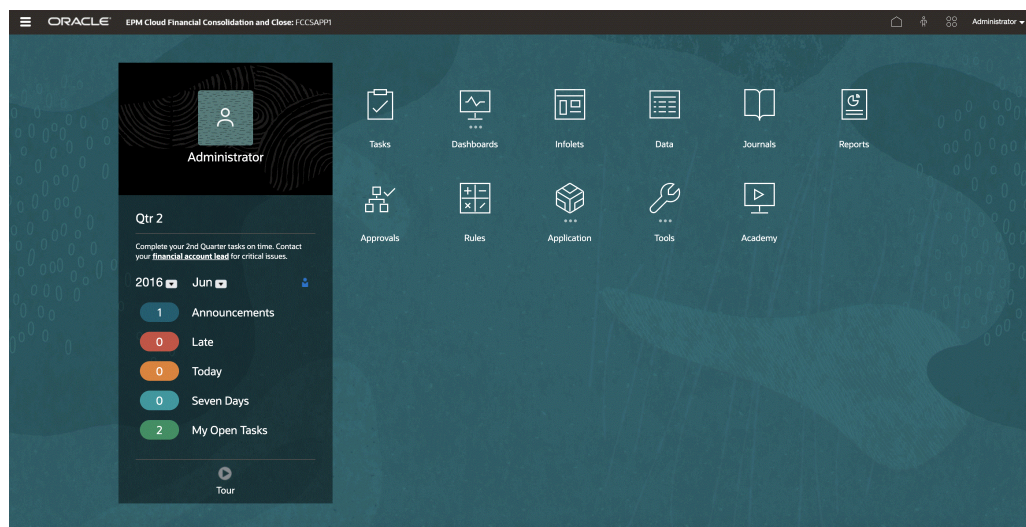 ORACLE EPM Cloud Financial Consolidation and Close: FCCSAPP1 Administrator
Administrator
Qtr 2
Complete your 2nd Quarter tasks on time. Contact
your financial account lead for critical issues.
2016 Jun
1 Announcements
0 Late
0 Today
0 Seven Days
2 My Open Tasks
Tour
Tasks Dashboards Infolets Data Journals Reports
Approvals Rules Application Tools Academy